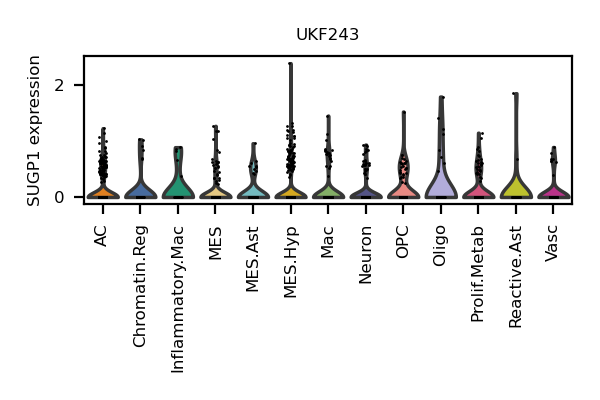 UKF243
SUGP1 expression
2
0
AC
Chromatin.Reg
Inflammatory.Mac
MES
MES.Ast
MES.Hyp
Mac
Neuron
OPC
Oligo
Prolif.Metab
Reactive.Ast
Vasc